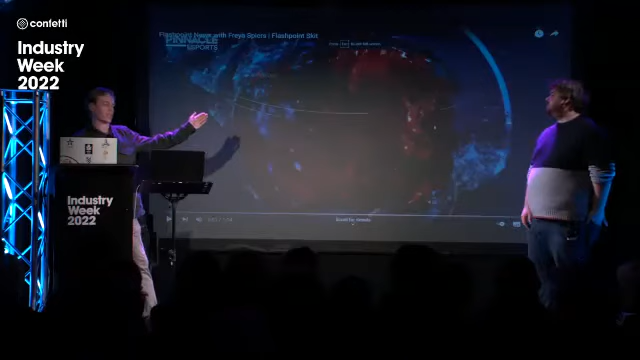 confetti
Industry
Week
2022
Flashpoint News with Freya Spiers | Flashpoint Skit
PINNACLE
ESPORTS
Industry
Week
2022